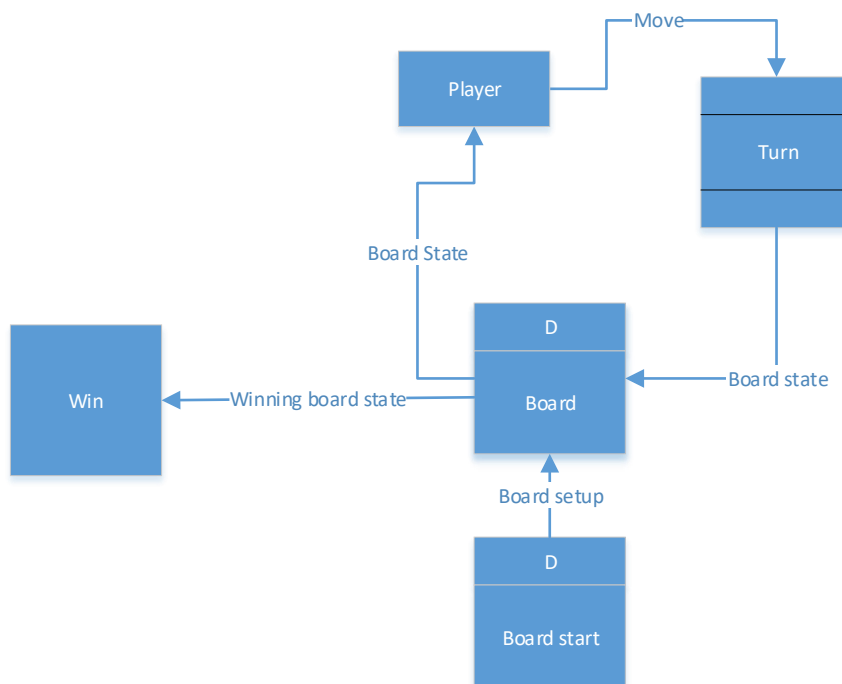 Move
Player
Turn
Board State
D
Win
Winning board state
Board
Board state
Board setup
D
Board start